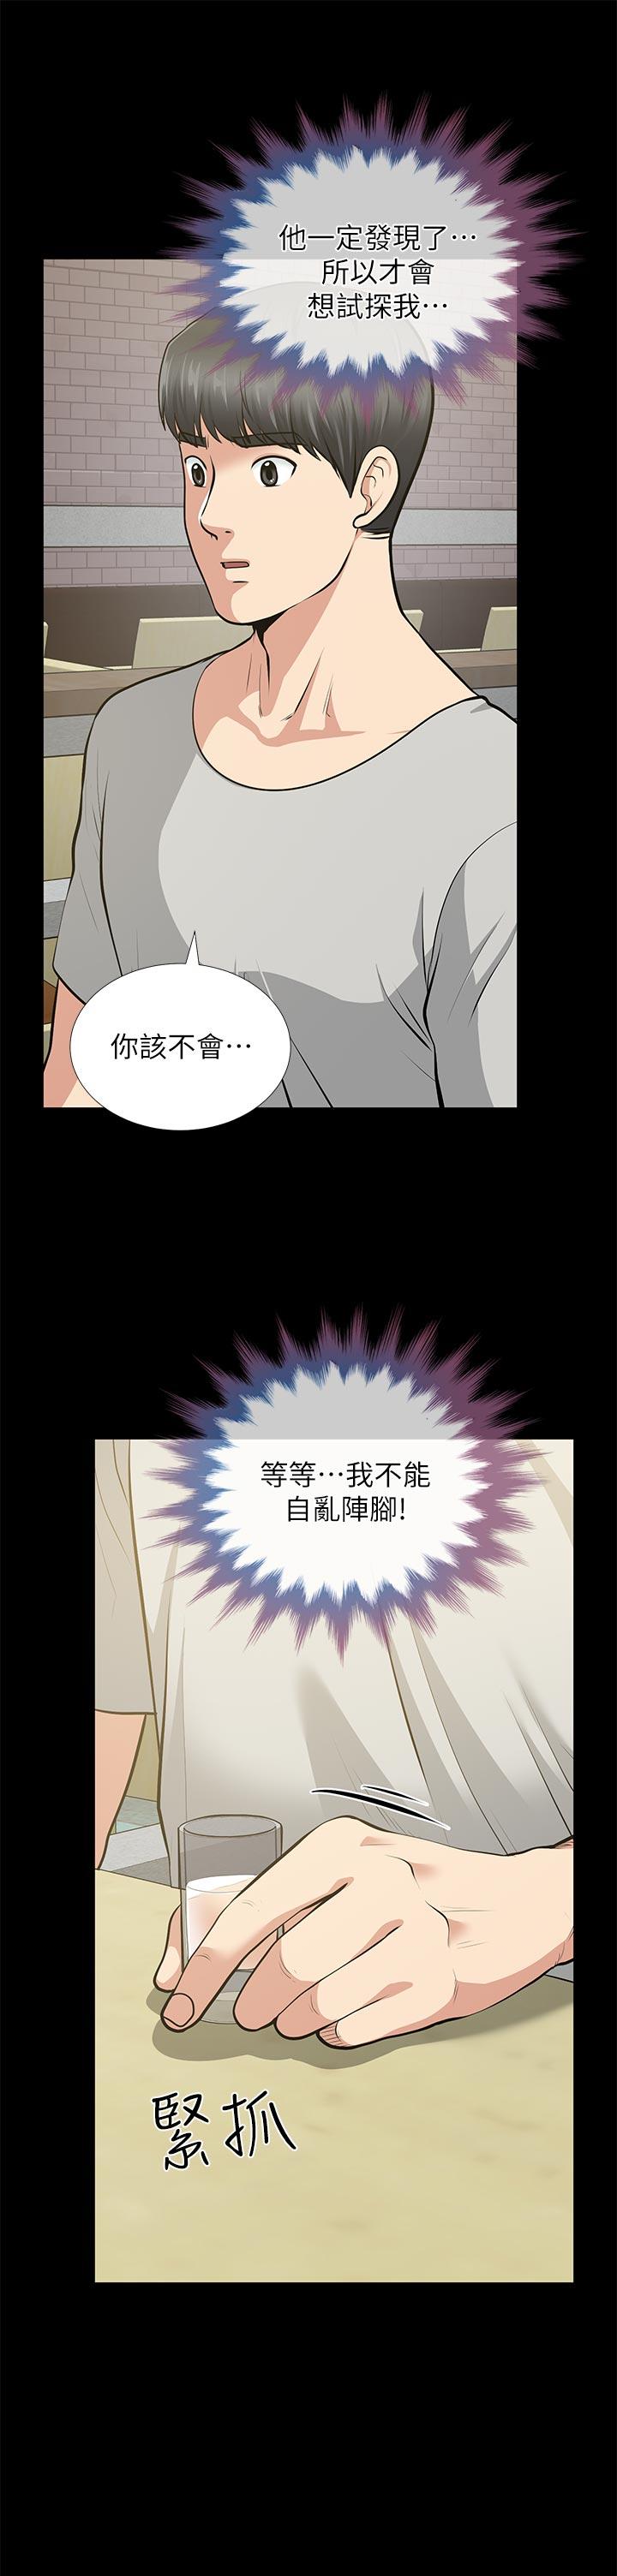 他一定發現了⋯
所以才會
想試探我⋯
你該不會⋯
等等⋯我不能
自亂陣腳!
緊抓